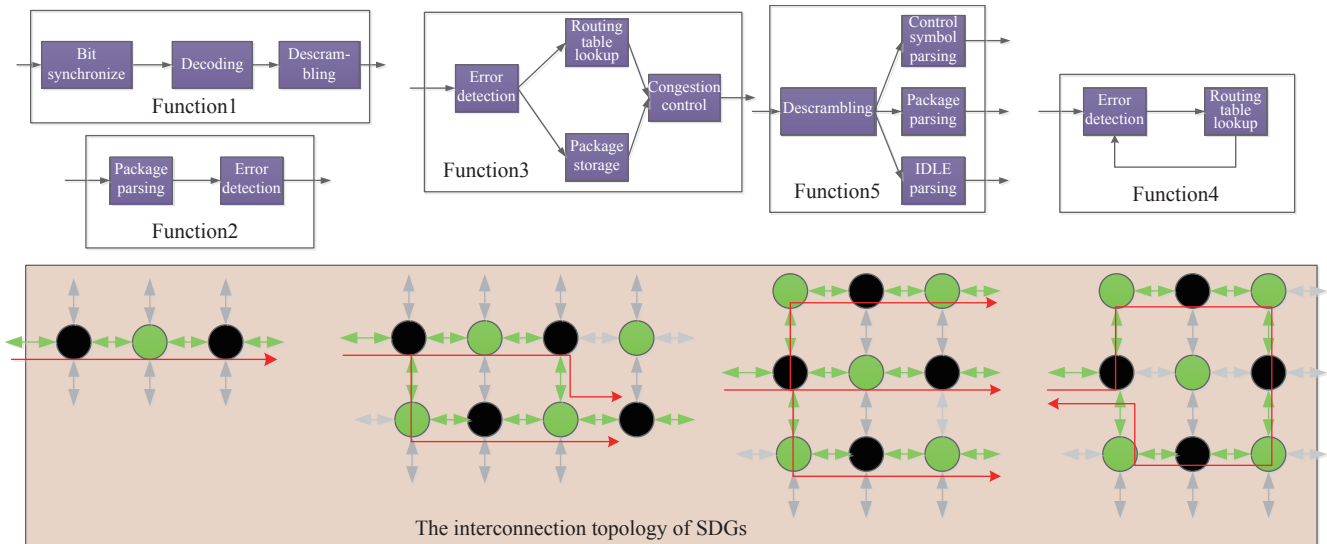 Bit
synchronize
Decoding
Descram-
bling
Function1
Package
parsing
Error
detection
Function2
Error
detection
Routing
table
lookup
Package
storage
Congestion
control
Function3
Descrambling
Control
symbol
parsing
Package
parsing
IDLE
parsing
Function5
Error
detection
Routing
table
lookup
Function4
The interconnection topology of SDGs